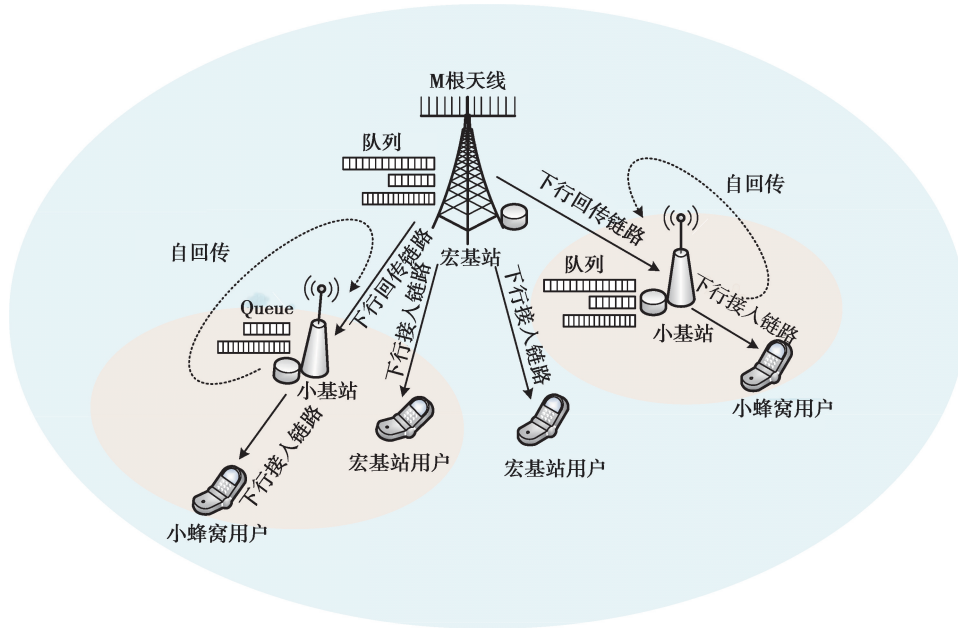 M根天线
队列
下行回传链路
自回传
自回传
下行回传链路
宏基站
队列
下行接入链路
下行接入链路
下行接入链路
Queue
小基站
小基站
小蜂窝用户
下行接入链路
宏基站用户
宏基站用户
小蜂窝用户